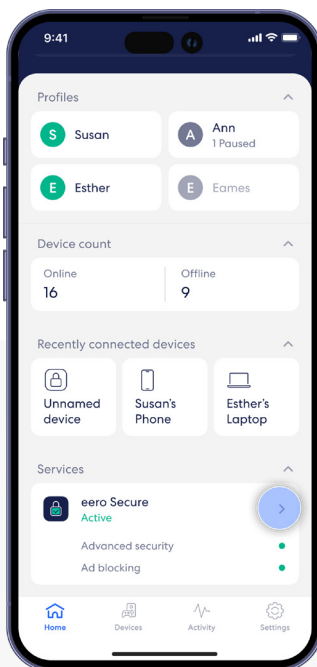 9:41
Profiles
S Susan
A Ann
1 Paused
E Esther
E Eames
Device count
Online
16
Offline
9
Recently connected devices
Unnamed
device
Susan's
Phone
Esther's
Laptop
Services
eero Secure
Active
Advanced security
Ad blocking
Home Devices Activity Settings